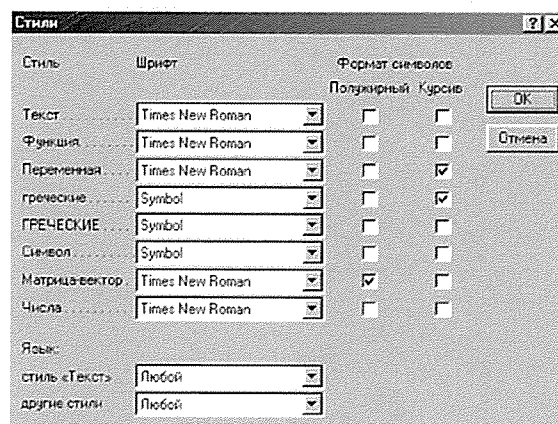 Стили
Стиль Шрифт Формат символов
Полужирный Курсив
OK
Текст . . . . . . . . . Times New Roman
Отмена
Функция . . . . . . . Times New Roman
Переменная . . . . Times New Roman
греческие . . . . . . Symbol
ГРЕЧЕСКИЕ . . . . Symbol
Символ . . . . . . . . Symbol
Матрица-вектор . Times New Roman
Числа . . . . . . . . . Times New Roman
Язык:
стиль «Текст» Любой
другие стили Любой